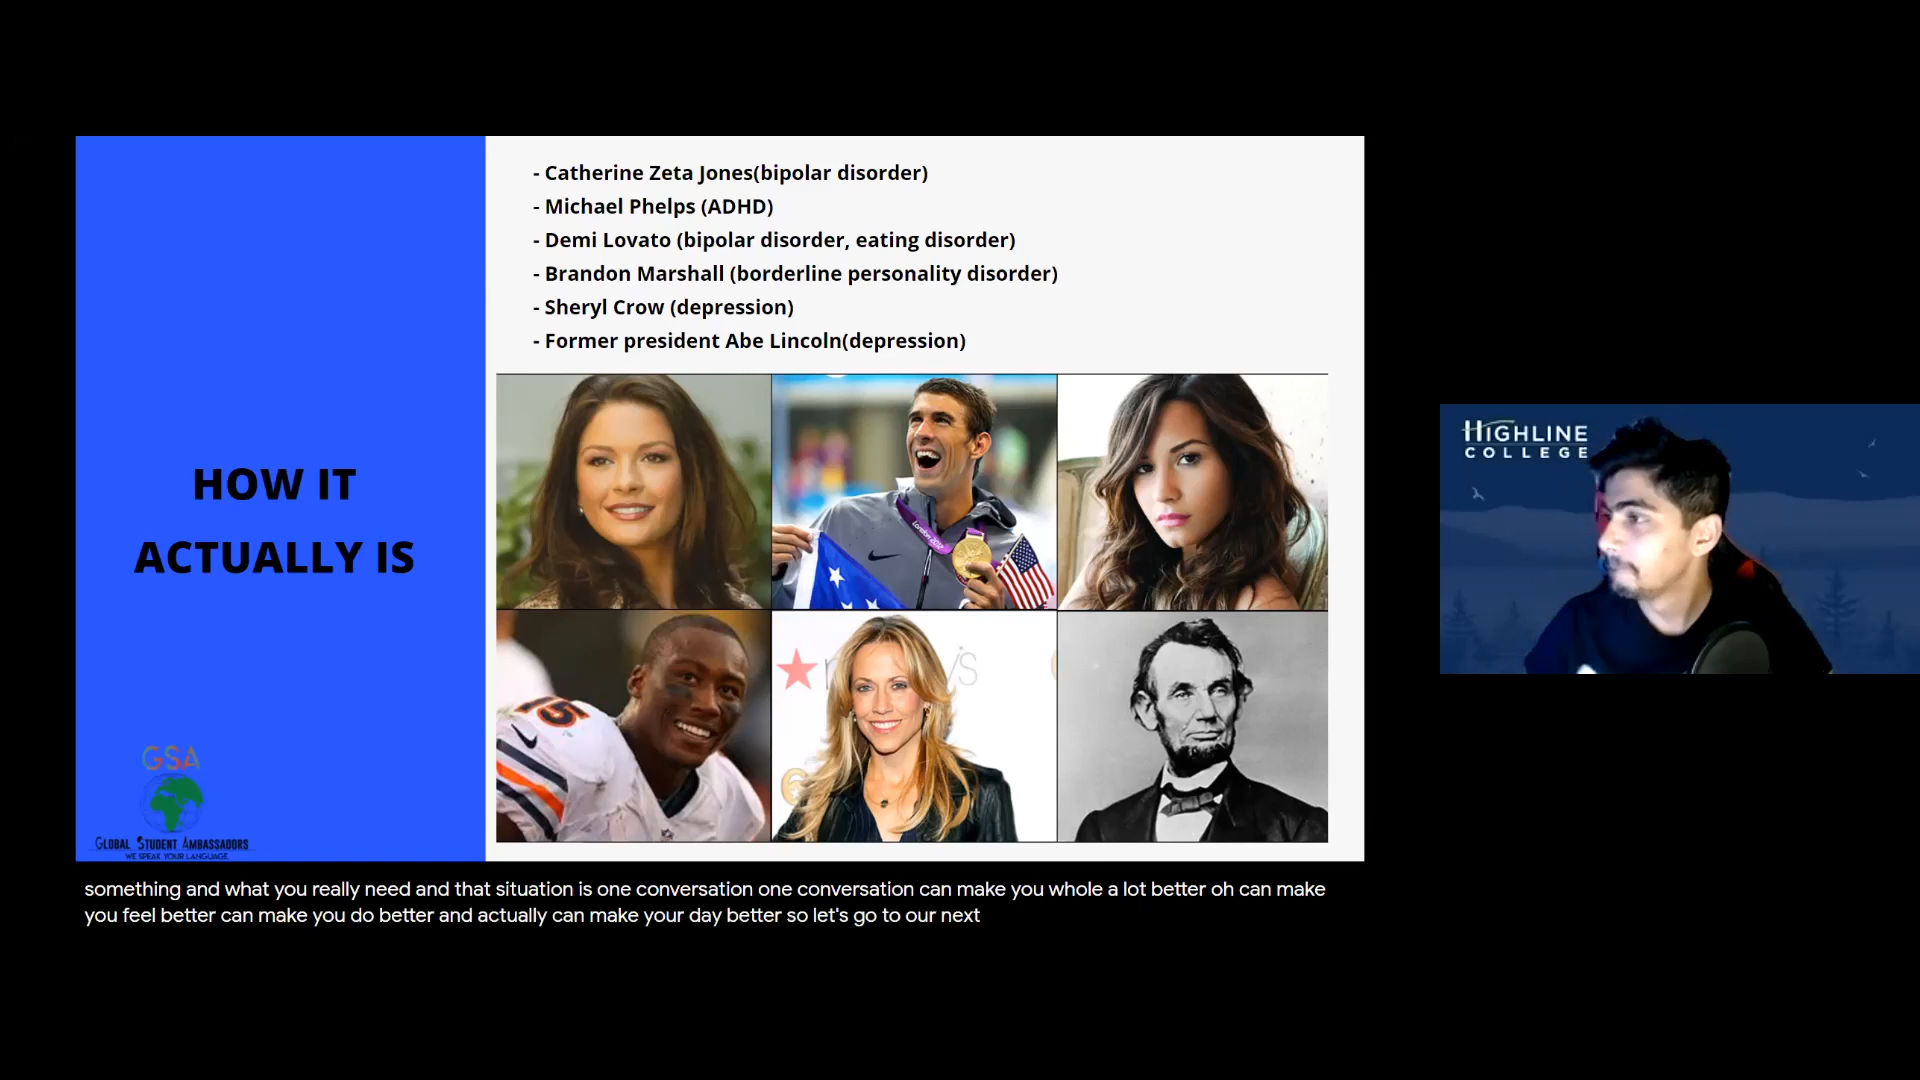 HOW IT
ACTUALLY IS
GSA
GLOBAL STUDENT AMBASSADORS
WE SPEAK YOUR LANGUAGE
- Catherine Zeta Jones(bipolar disorder)
- Michael Phelps (ADHD)
- Demi Lovato (bipolar disorder, eating disorder)
- Brandon Marshall (borderline personality disorder)
- Sheryl Crow (depression)
- Former president Abe Lincoln(depression)
London 2012
15
HIGHLINE
COLLEGE
something and what you really need and that situation is one conversation one conversation can make you whole a lot better oh can make
you feel better can make you do better and actually can make your day better so let's go to our next